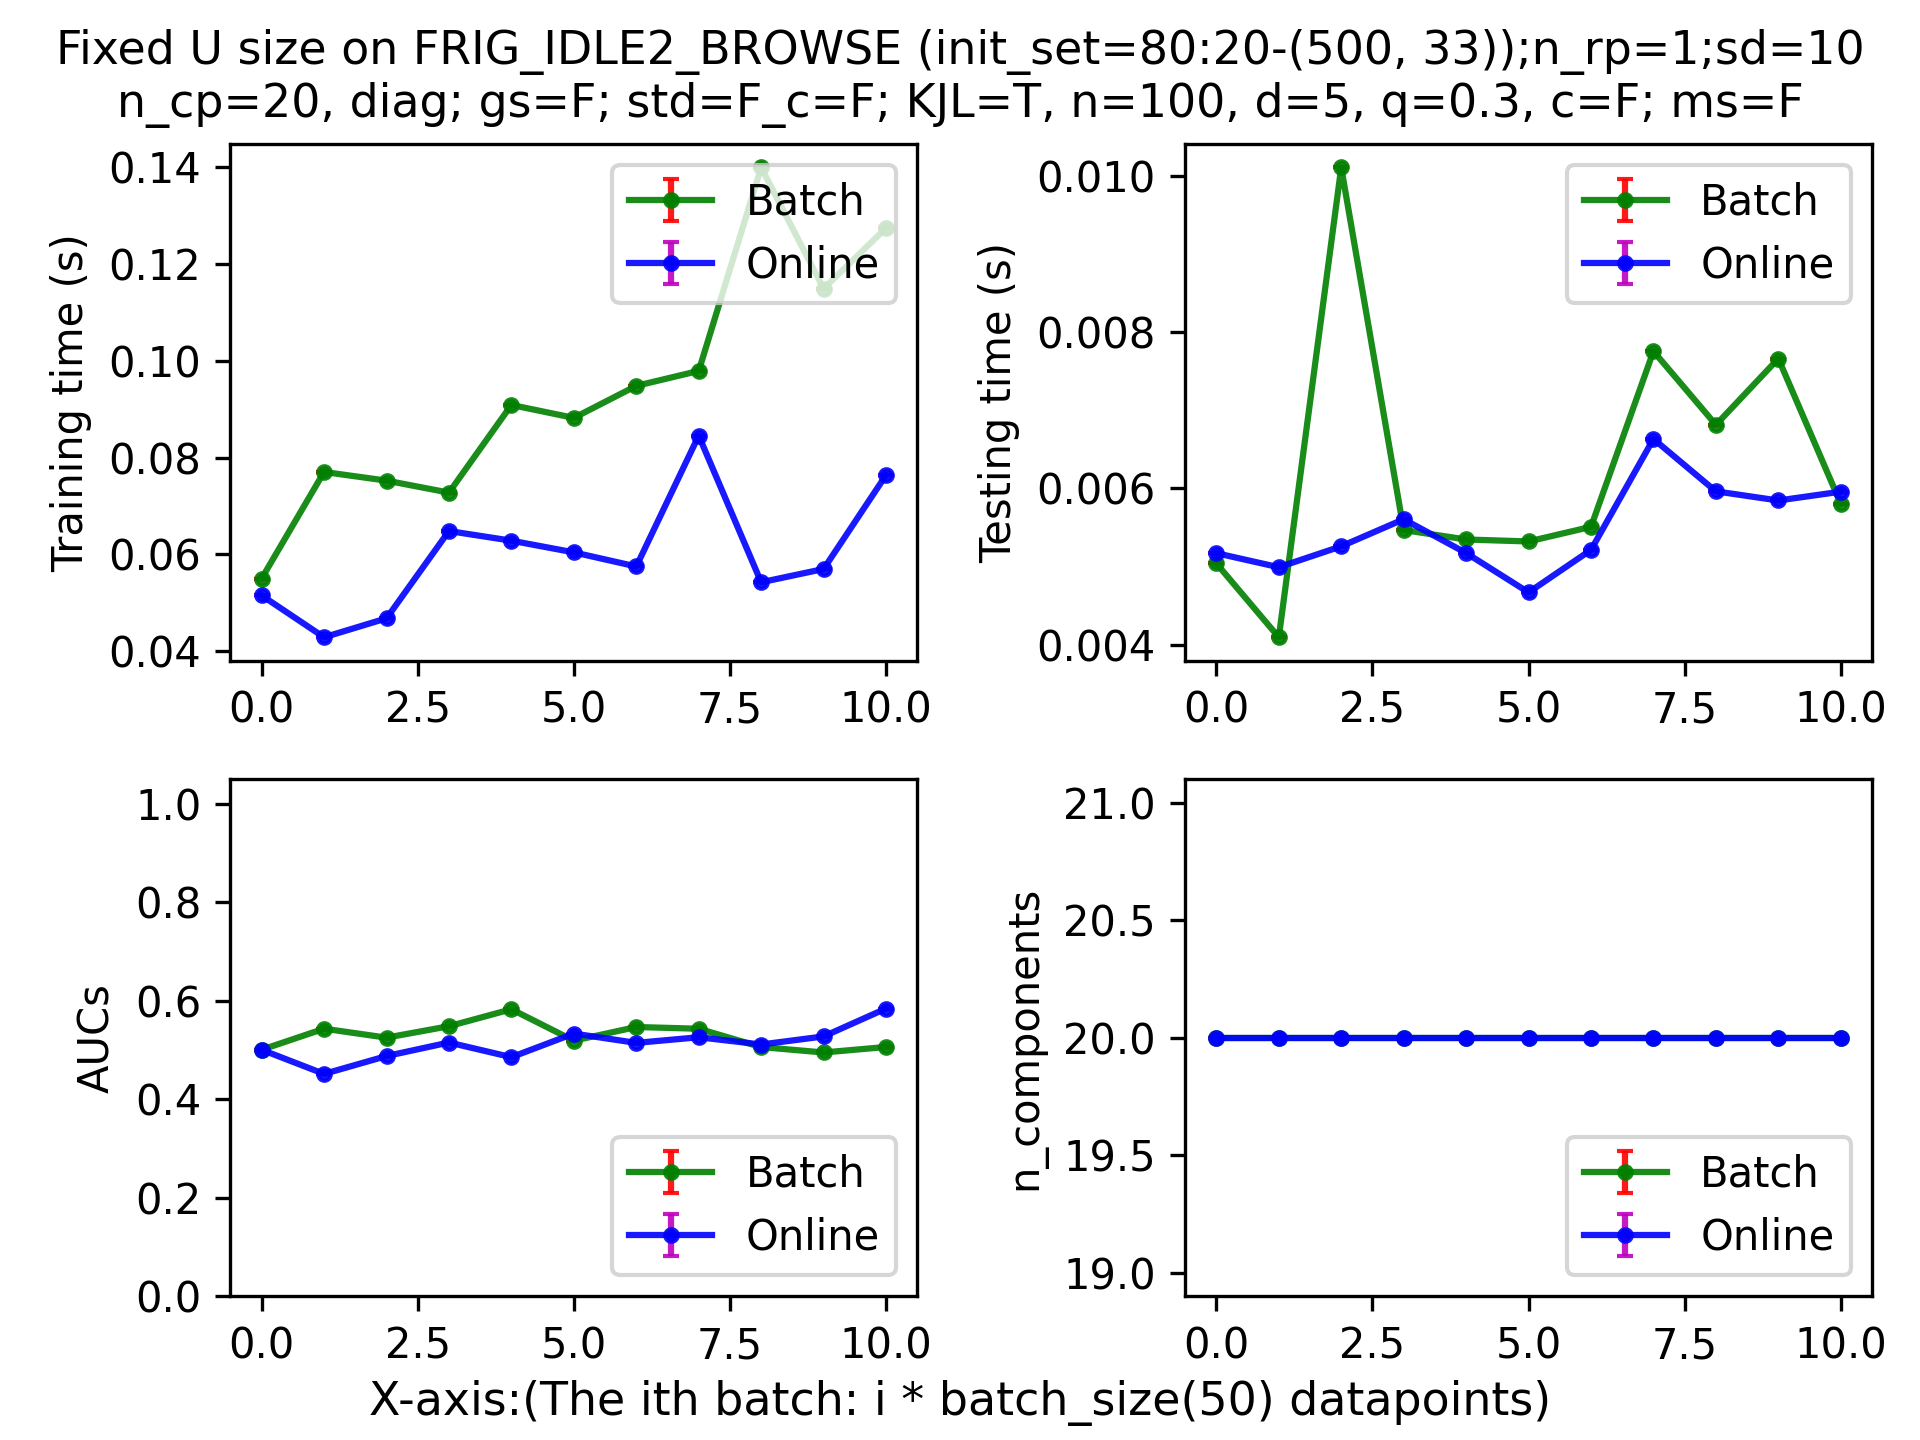 Fixed U size on FRIG_IDLE2_BROWSE (init_set=80:20-(500, 33));n_rp=1;sd=10
n_cp=20, diag; gs=F; std=F_c=F; KJL=T, n=100, d=5, q=0.3, c=F; ms=F
Training time (s)
0.14
0.12
0.10
0.08
0.06
0.04
0.0 2.5 5.0 7.5 10.0
Batch
Online
Testing time (s)
0.010
0.008
0.006
0.004
0.0 2.5 5.0 7.5 10.0
Batch
Online
AUCs
1.0
0.8
0.6
0.4
0.2
0.0
0.0 2.5 5.0 7.5 10.0
Batch
Online
n_components
21.0
20.5
20.0
19.5
19.0
0.0 2.5 5.0 7.5 10.0
Batch
Online
X-axis:(The ith batch: i * batch_size(50) datapoints)